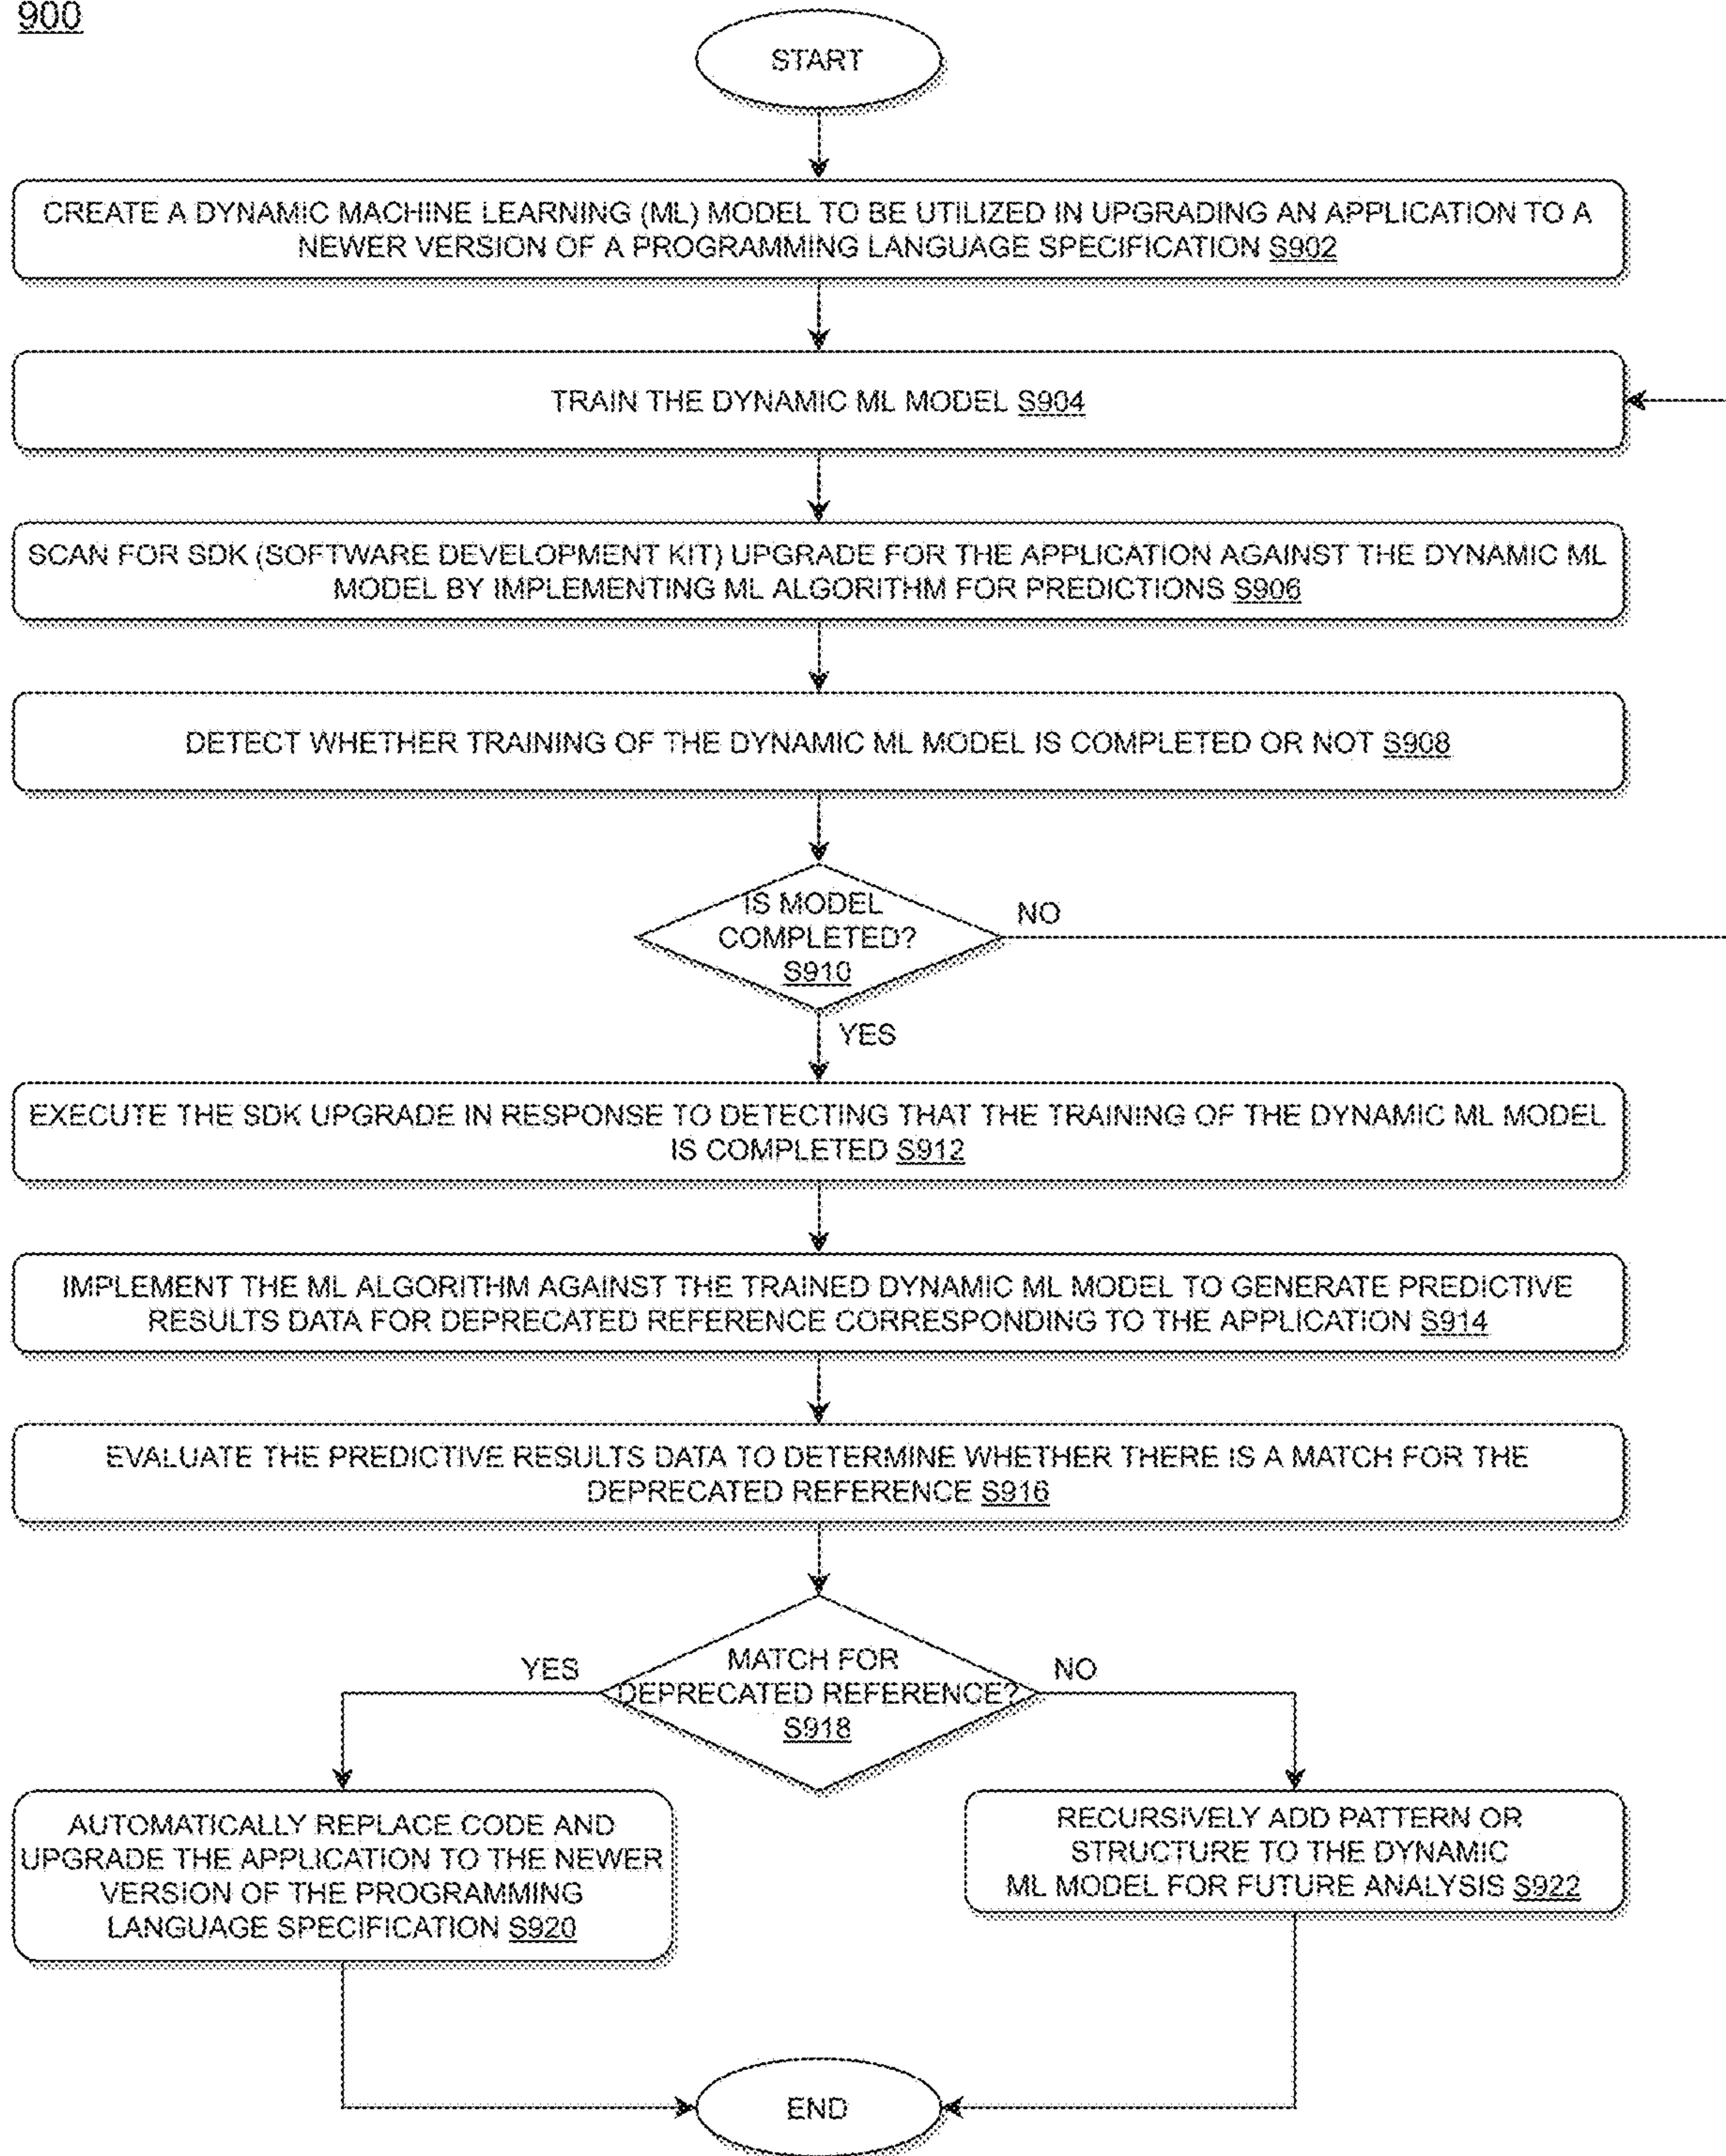 900
START
CREATE A DYNAMIC MACHINE LEARNING (ML) MODEL TO BE UTILIZED IN UPGRADING AN APPLICATION TO A
NEWER VERSION OF A PROGRAMMING LANGUAGE SPECIFICATION S902
TRAIN THE DYNAMIC ML MODEL S904
SCAN FOR SDK (SOFTWARE DEVELOPMENT KIT) UPGRADE FOR THE APPLICATION AGAINST THE DYNAMIC ML
MODEL BY IMPLEMENTING ML ALGORITHM FOR PREDICTIONS S906
DETECT WHETHER TRAINING OF THE DYNAMIC ML MODEL IS COMPLETED OR NOT S908
IS MODEL
COMPLETED?
S910
NO
YES
EXECUTE THE SDK UPGRADE IN RESPONSE TO DETECTING THAT THE TRAINING OF THE DYNAMIC ML MODEL
IS COMPLETED S912
IMPLEMENT THE ML ALGORITHM AGAINST THE TRAINED DYNAMIC ML MODEL TO GENERATE PREDICTIVE
RESULTS DATA FOR DEPRECATED REFERENCE CORRESPONDING TO THE APPLICATION S914
EVALUATE THE PREDICTIVE RESULTS DATA TO DETERMINE WHETHER THERE IS A MATCH FOR THE
DEPRECATED REFERENCE S916
YES
MATCH FOR
DEPRECATED REFERENCE?
S918
NO
AUTOMATICALLY REPLACE CODE AND
UPGRADE THE APPLICATION TO THE NEWER
VERSION OF THE PROGRAMMING
LANGUAGE SPECIFICATION S920
RECURSIVELY ADD PATTERN OR
STRUCTURE TO THE DYNAMIC
ML MODEL FOR FUTURE ANALYSIS S922
END